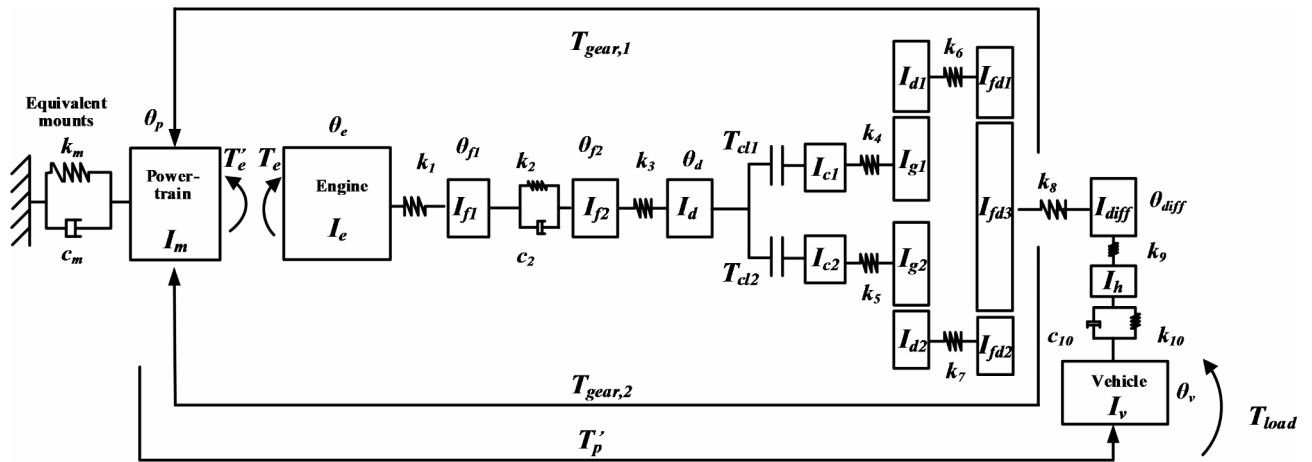 T_gear,1
Equivalent
mounts
k_m
c_m
θ_p
Power-
train
I_m
T_e′
T_e
θ_e
Engine
I_e
k_1
θ_f1
I_f1
k_2
c_2
θ_f2
I_f2
k_3
θ_d
I_d
T_cl1
T_cl2
I_c1
I_c2
k_4
k_5
I_d1
I_g1
I_g2
I_d2
k_6
k_7
I_fd1
I_fd3
I_fd2
k_8
I_diff
θ_diff
k_9
I_h
c_10
k_10
Vehicle
I_v
θ_v
T_load
T_gear,2
T_p′